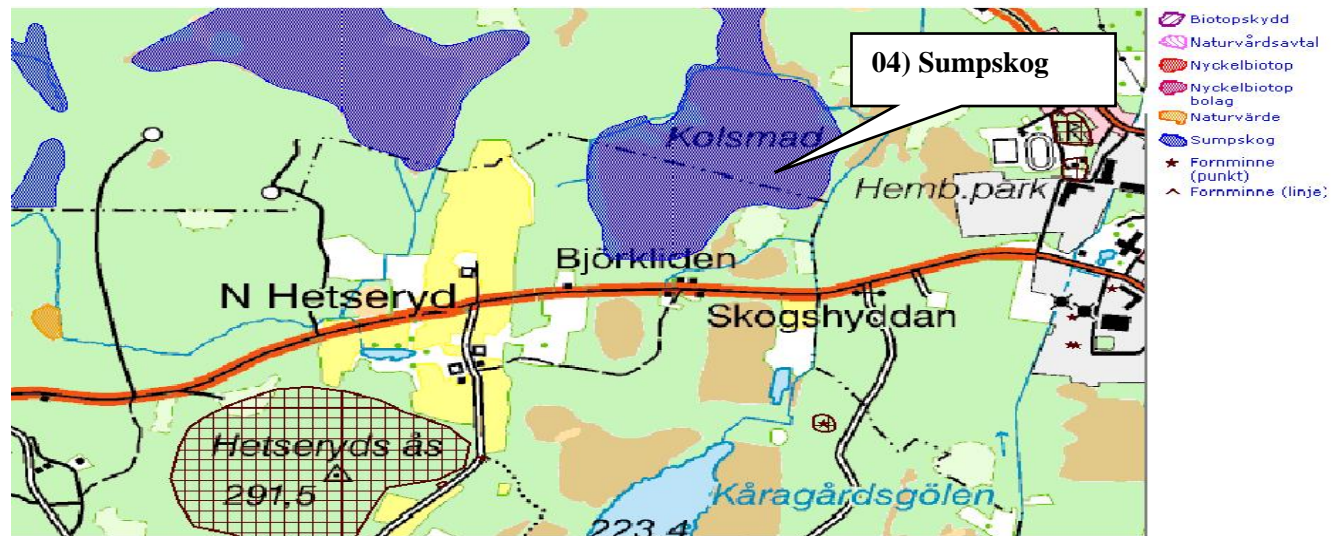 04) Sumpskog
Kolsmad
Hemb.park
R
Björkliden
N Hetseryd
Skogshyddan
Hetseryds ås
291,5
Kåragårdsgölen
223,4
Biotopskydd
Naturvårdsavtal
Nyckelbiotop
Nyckelbiotop
bolag
Naturvärde
Sumpskog
Fornminne
(punkt)
Fornminne (linje)